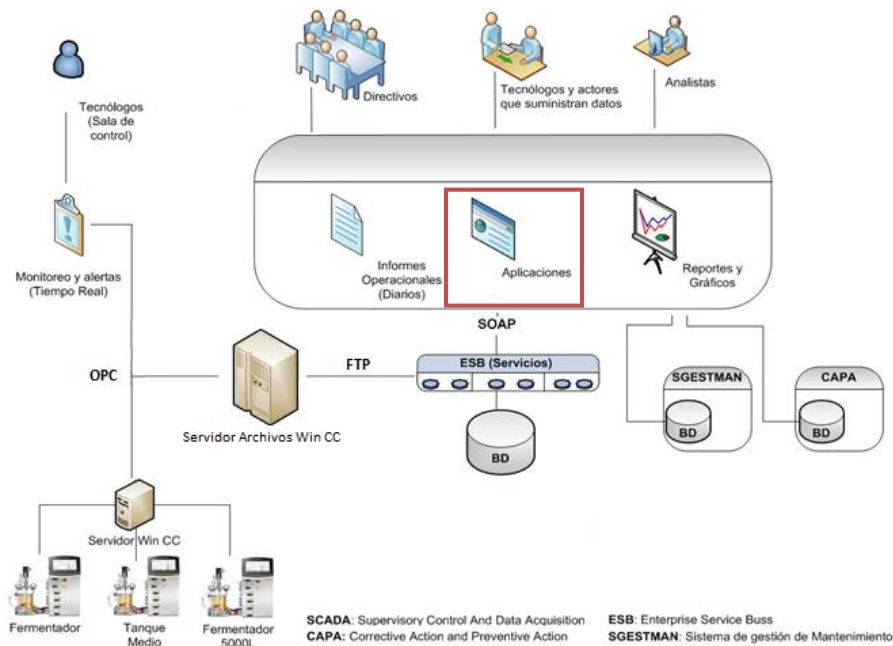 Tecnólogos
(Sala de
control)
Directivos
Tecnólogos y actores
que suministran datos
Analistas
Monitoreo y alertas
(Tiempo Real)
Informes
Operacionales
(Diarios)
Aplicaciones
Reportes y
Gráficos
SOAP
OPC
FTP
ESB (Servicios)
Servidor Archivos Win CC
BD
SGESTMAN
BD
CAPA
BD
Servidor Win CC
Fermentador
Tanque
Medio
Fermentador
5000L
SCADA: Supervisory Control And Data Acquisition
CAPA: Corrective Action and Preventive Action
ESB: Enterprise Service Buss
SGESTMAN: Sistema de gestión de Mantenimiento